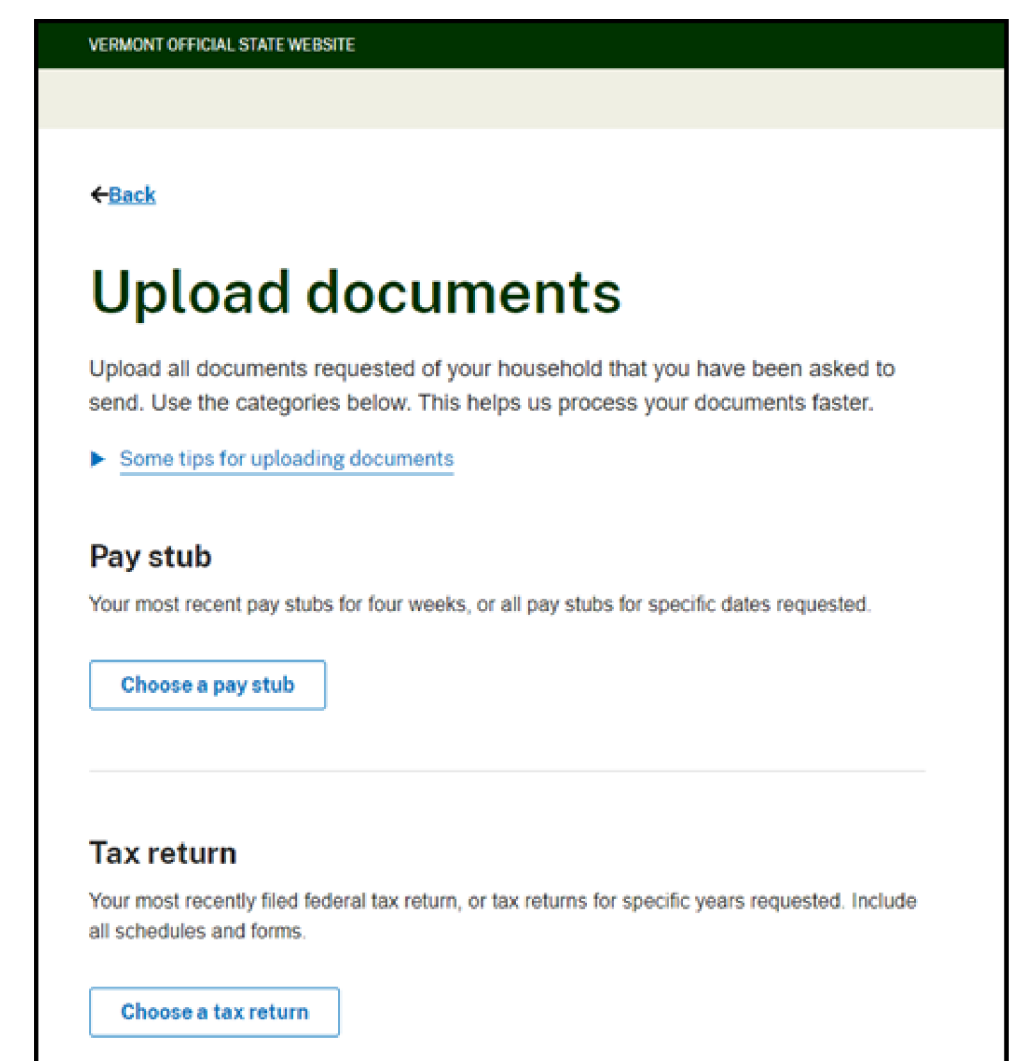 VERMONT OFFICIAL STATE WEBSITE
←Back
Upload documents
Upload all documents requested of your household that you have been asked to
send. Use the categories below. This helps us process your documents faster.
Some tips for uploading documents
Pay stub
Your most recent pay stubs for four weeks, or all pay stubs for specific dates requested.
Choose a pay stub
Tax return
Your most recently filed federal tax return, or tax returns for specific years requested. Include
all schedules and forms.
Choose a tax return